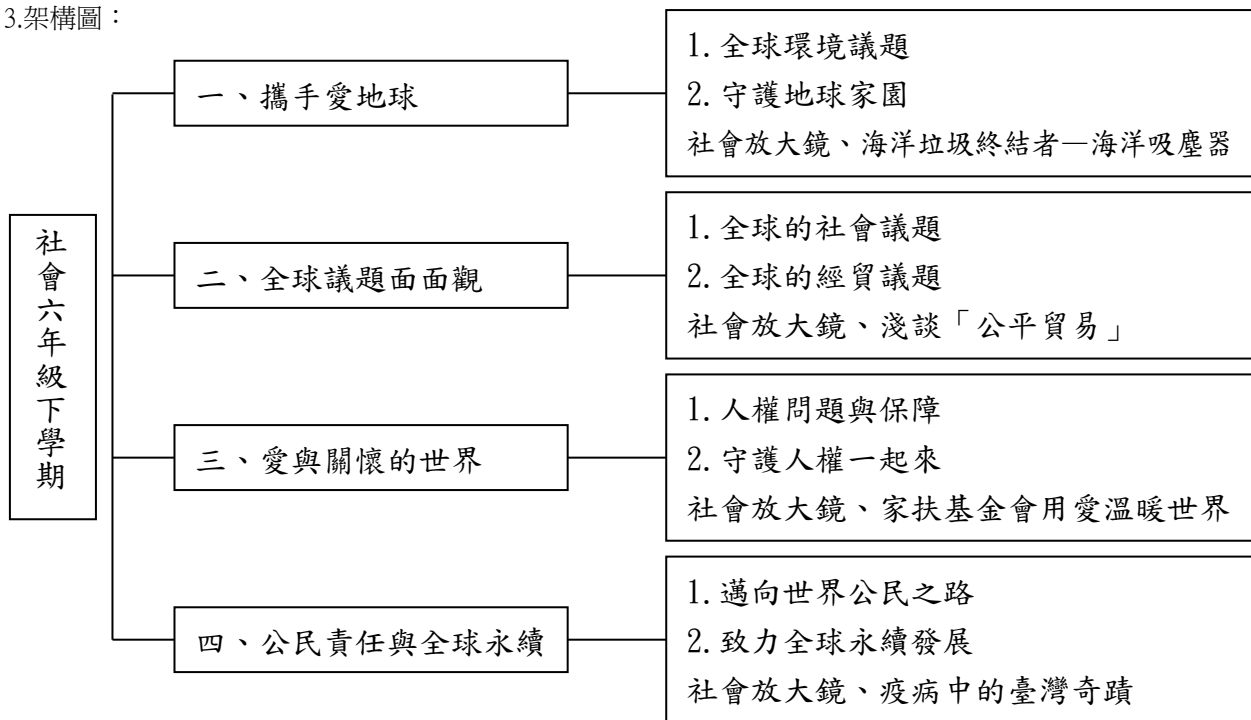 3.架構圖：
社會六年級下學期
一、攜手愛地球
1.全球環境議題
2.守護地球家園
社會放大鏡、海洋垃圾終結者—海洋吸塵器
二、全球議題面面觀
1.全球的社會議題
2.全球的經貿議題
社會放大鏡、淺談「公平貿易」
三、愛與關懷的世界
1.人權問題與保障
2.守護人權一起來
社會放大鏡、家扶基金會用愛溫暖世界
四、公民責任與全球永續
1.邁向世界公民之路
2.致力全球永續發展
社會放大鏡、疫病中的臺灣奇蹟